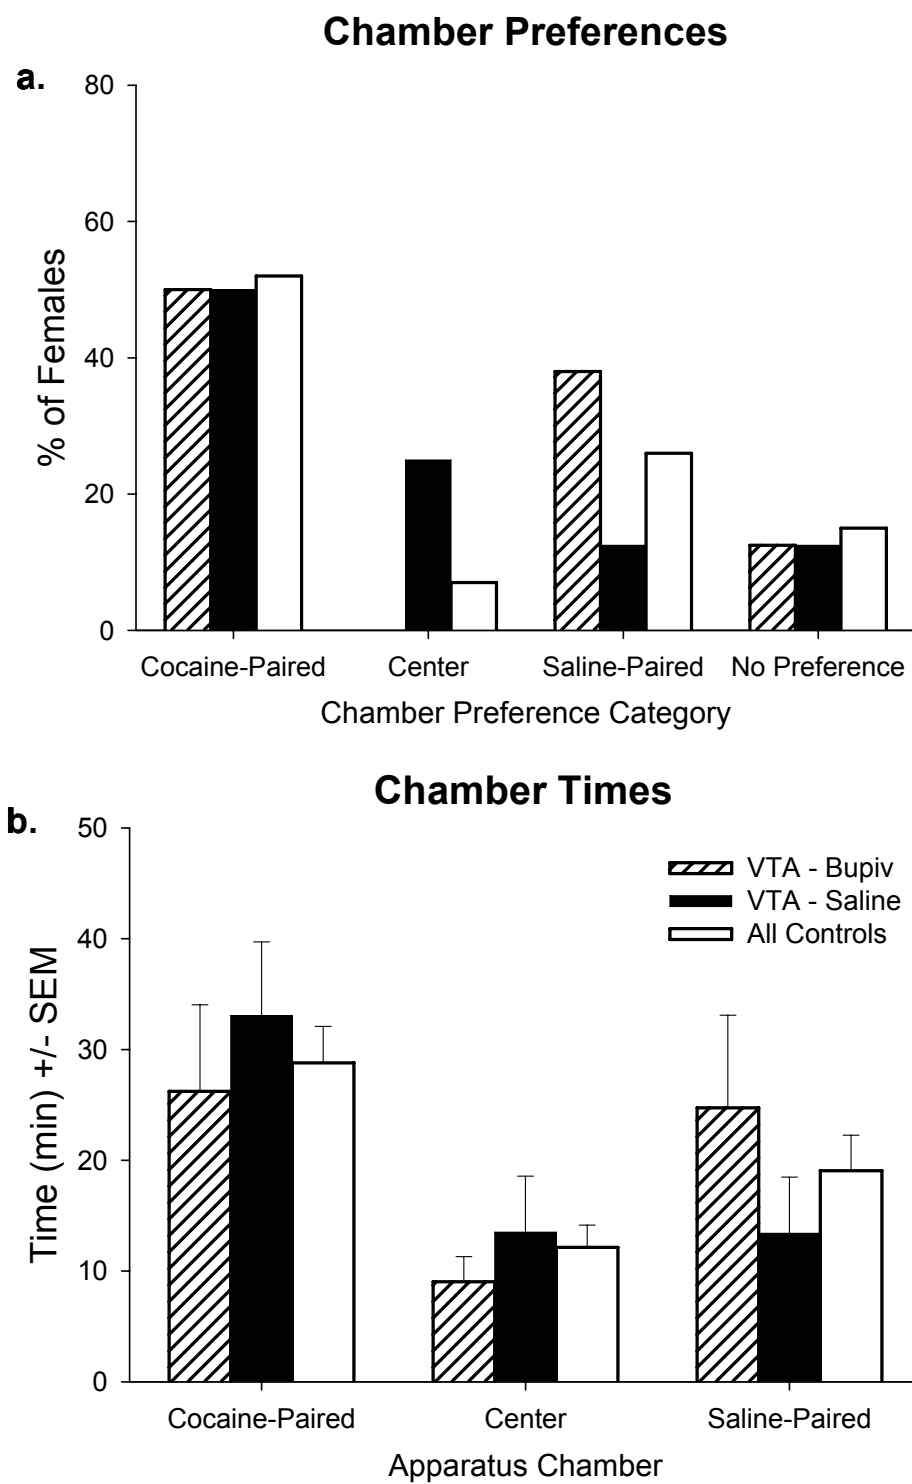 Chamber Preferences
a.
80
60
40
20
0
% of Females
Cocaine-Paired Center Saline-Paired No Preference
Chamber Preference Category
Chamber Times
b.
50
40
30
20
10
0
Time (min) +/- SEM
VTA - Bupiv
VTA - Saline
All Controls
Cocaine-Paired Center Saline-Paired
Apparatus Chamber